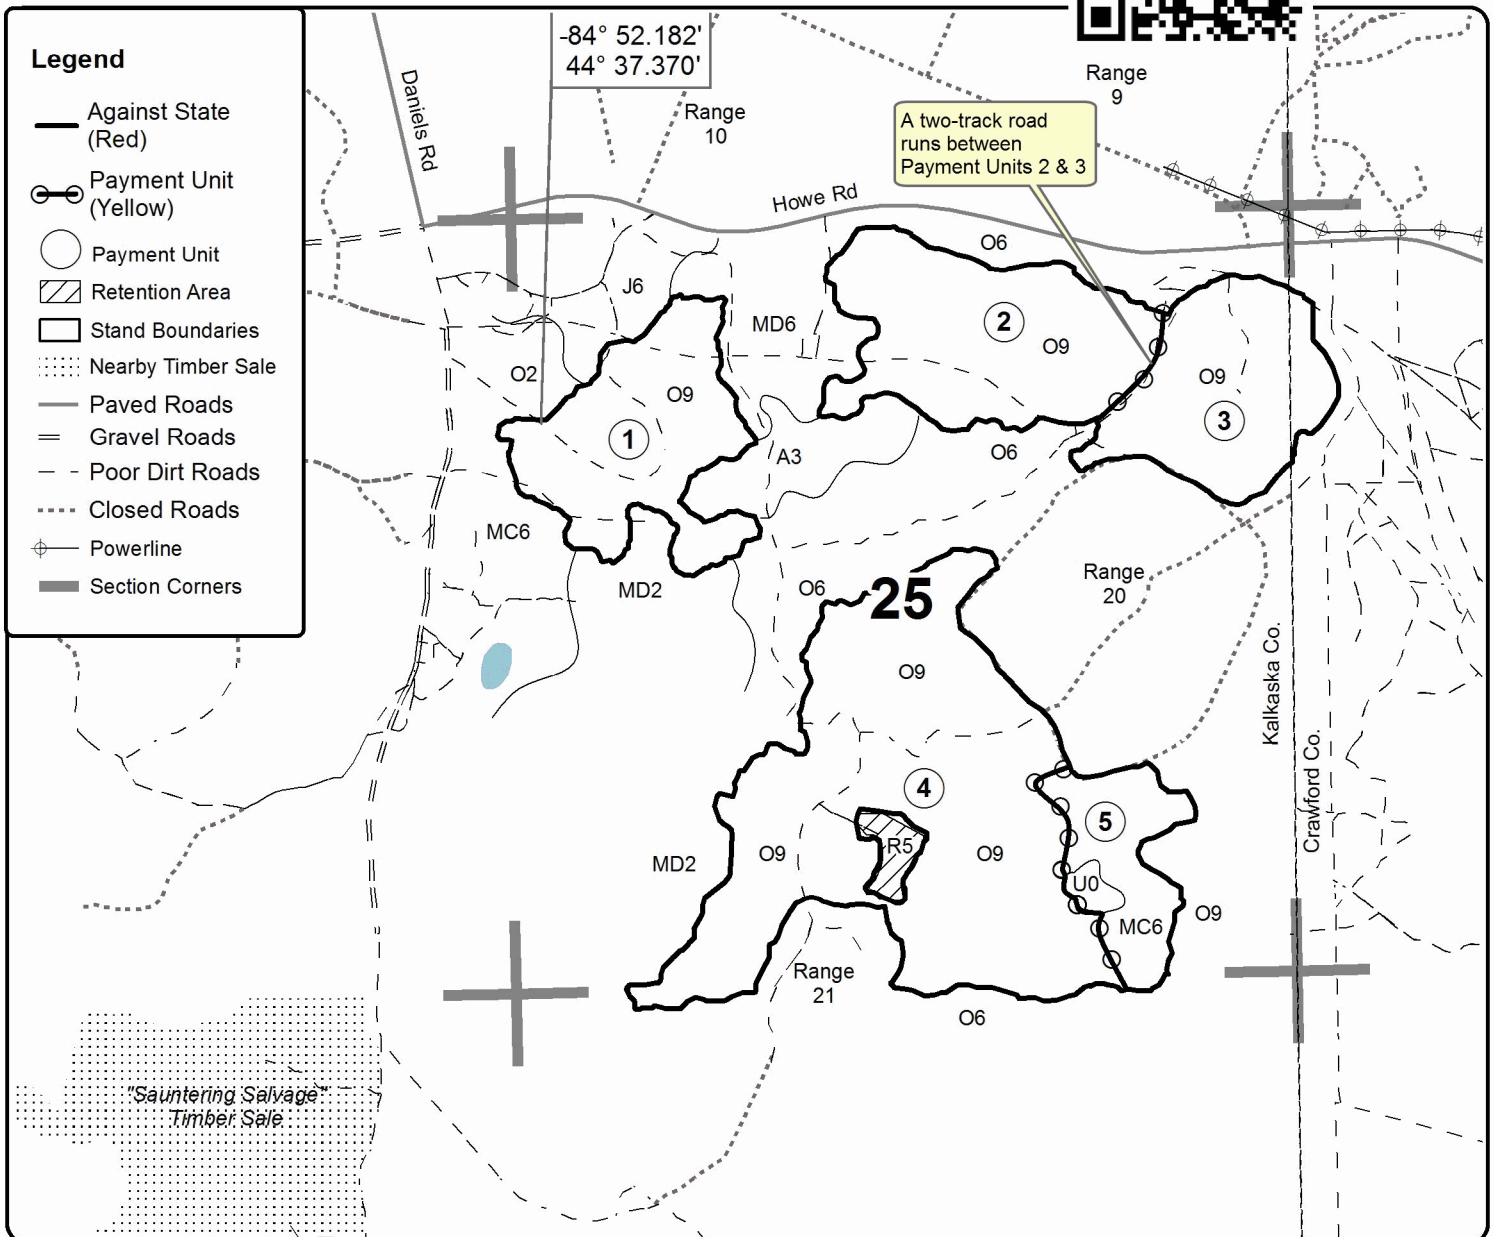 Legend
Against State
(Red)
Payment Unit
(Yellow)
Payment Unit
Retention Area
Stand Boundaries
Nearby Timber Sale
Paved Roads
Gravel Roads
Poor Dirt Roads
Closed Roads
Powerline
Section Corners
-84° 52.182'
44° 37.370'
Daniels Rd
Range
10
Range
9
A two-track road
runs between
Payment Units 2 & 3
Howe Rd
O6
J6
MD6
2
O9
O2
O9
O9
3
1
A3
O6
MC6
MD2
O6
25
Range
20
O9
Kalkaska Co.
Crawford Co.
4
5
MD2
O9
R5
O9
U0
MC6
O9
Range
21
O6
"Sauntering Salvage"
Timber Sale